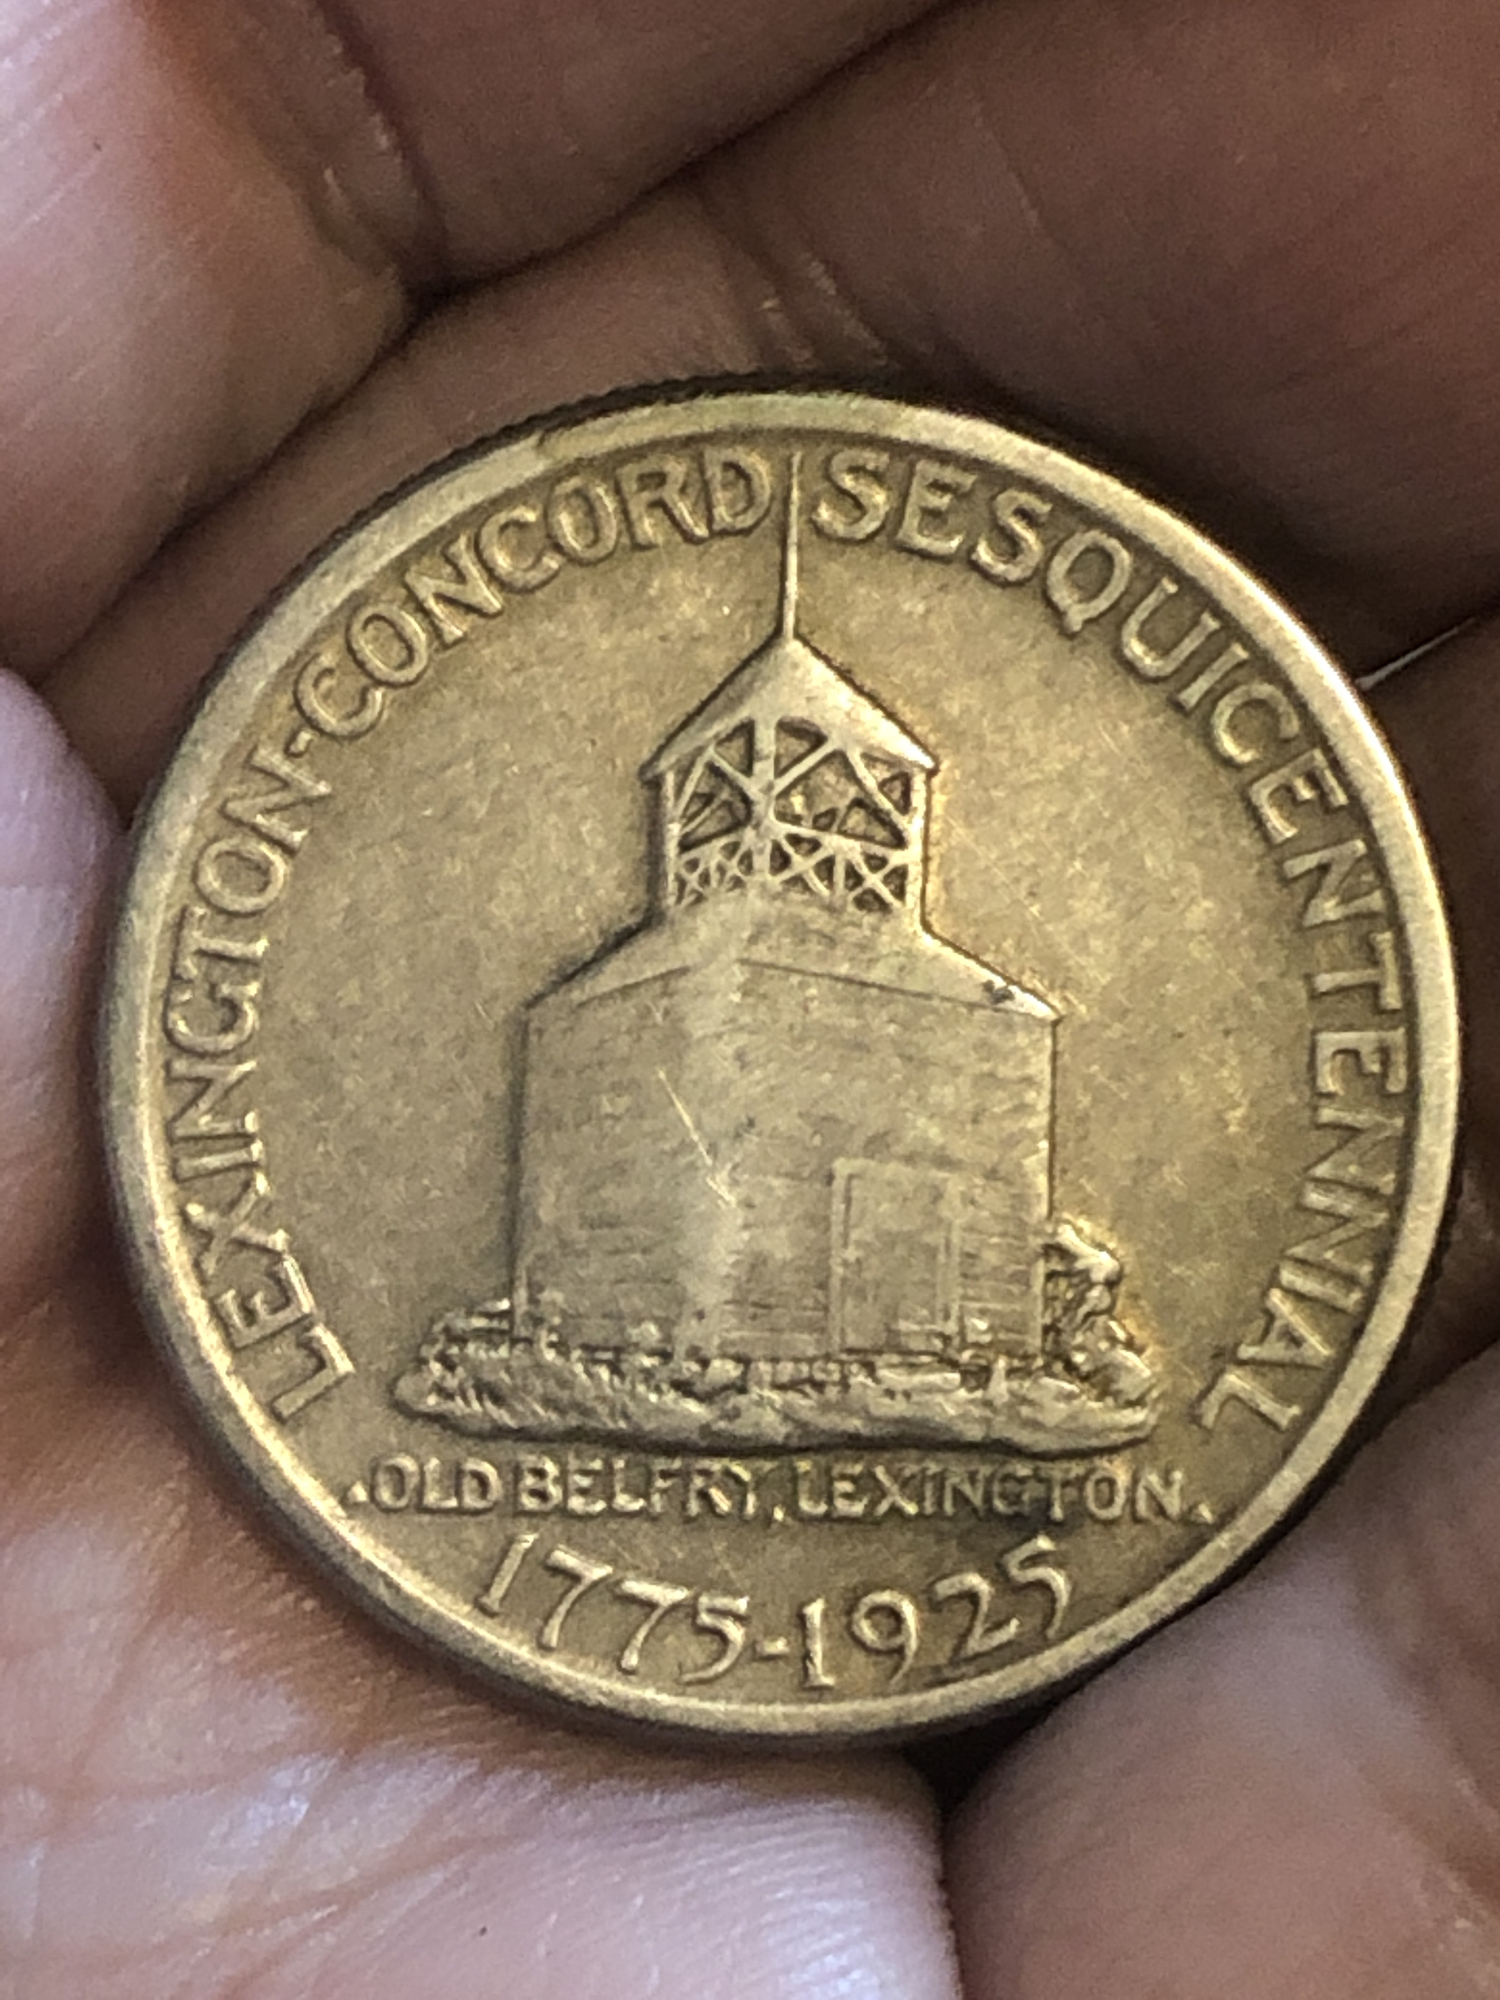 LEXINGTON-CONCORD SESQUICENTENNIAL
.OLD BELFRY, LEXINGTON.
1775-1925